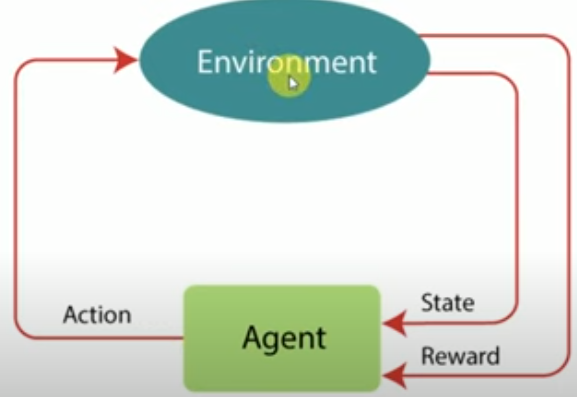 Environment
State
Action
Agent
Reward